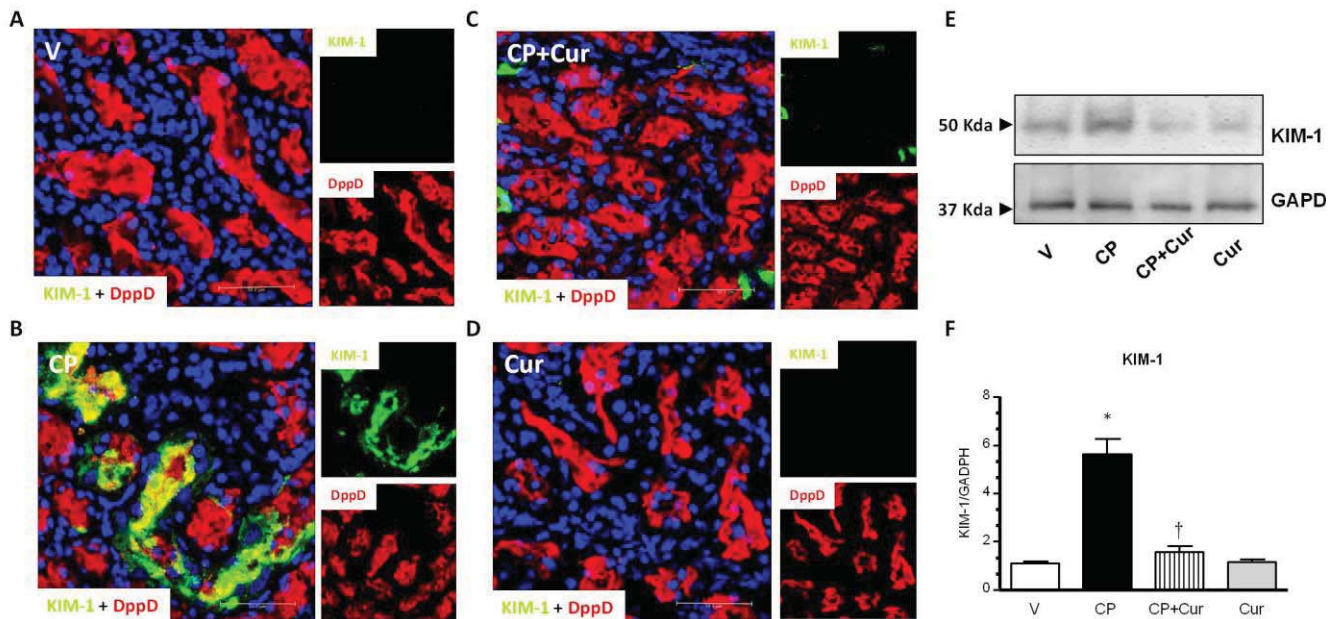 A
V
KIM-1
DppD
KIM-1 + DppD
B
CP
KIM-1
DppD
KIM-1 + DppD
C
CP+Cur
KIM-1
DppD
KIM-1 + DppD
D
Cur
KIM-1
DppD
KIM-1 + DppD
E
50 Kda
KIM-1
37 Kda
GAPD
V CP CP+Cur Cur
F
KIM-1
KIM-1/GADPH
8
6
4
2
0
*
†
V CP CP+Cur Cur